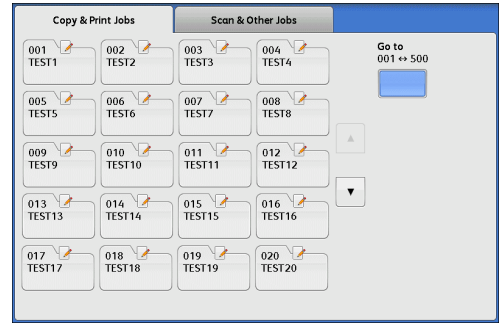 Copy & Print Jobs
Scan & Other Jobs
001
TEST1
002
TEST2
003
TEST3
004
TEST4
Go to
001 ↔ 500
005
TEST5
006
TEST6
007
TEST7
008
TEST8
009
TEST9
010
TEST10
011
TEST11
012
TEST12
013
TEST13
014
TEST14
015
TEST15
016
TEST16
017
TEST17
018
TEST18
019
TEST19
020
TEST20